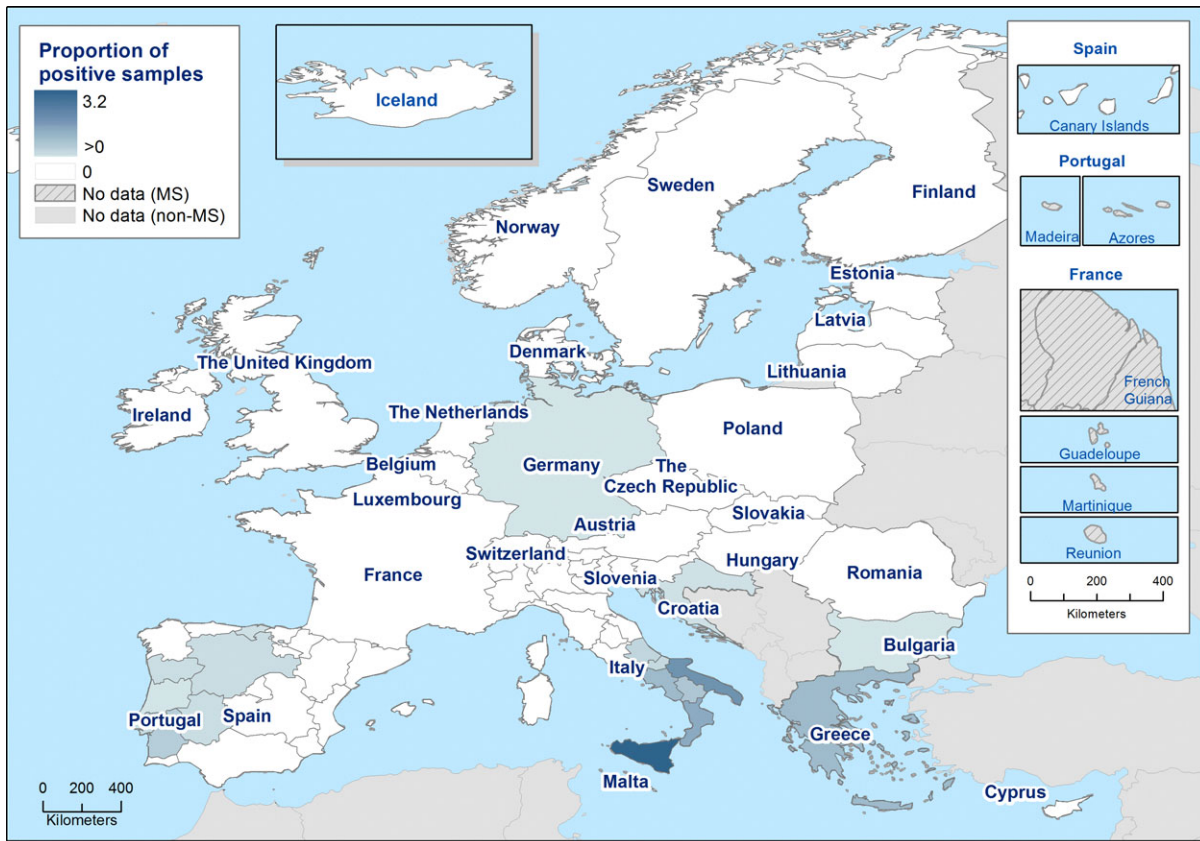 Proportion of
positive samples
3.2
>0
0
No data (MS)
No data (non-MS)
Iceland
Spain
Canary Islands
Portugal
Madeira
Azores
France
French
Guiana
Guadeloupe
Martinique
Reunion
0 200 400
Kilometers
Sweden
Finland
Norway
Estonia
Latvia
Denmark
The United Kingdom
Lithuania
Ireland
The Netherlands
Poland
Belgium
Germany
The
Czech Republic
Luxembourg
Slovakia
Austria
Switzerland
Hungary
France
Slovenia
Romania
Croatia
Bulgaria
Italy
Portugal
Spain
Greece
Malta
Cyprus
0 200 400
Kilometers